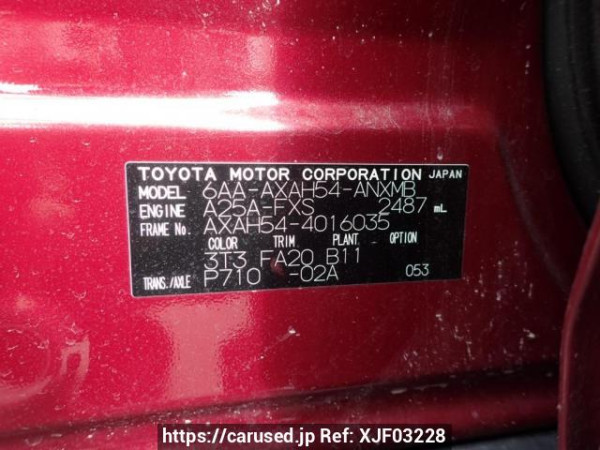 TOYOTA MOTOR CORPORATION JAPAN
MODEL 6AA-AXAH54-ANXMB
ENGINE A25A-FXS 2487 mL
FRAME No. AXAH54-4016035
COLOR TRIM PLANT OPTION
3T3 FA20 B11
TRANS./AXLE P710 -02A 053
https://carused.jp Ref: XJF03228